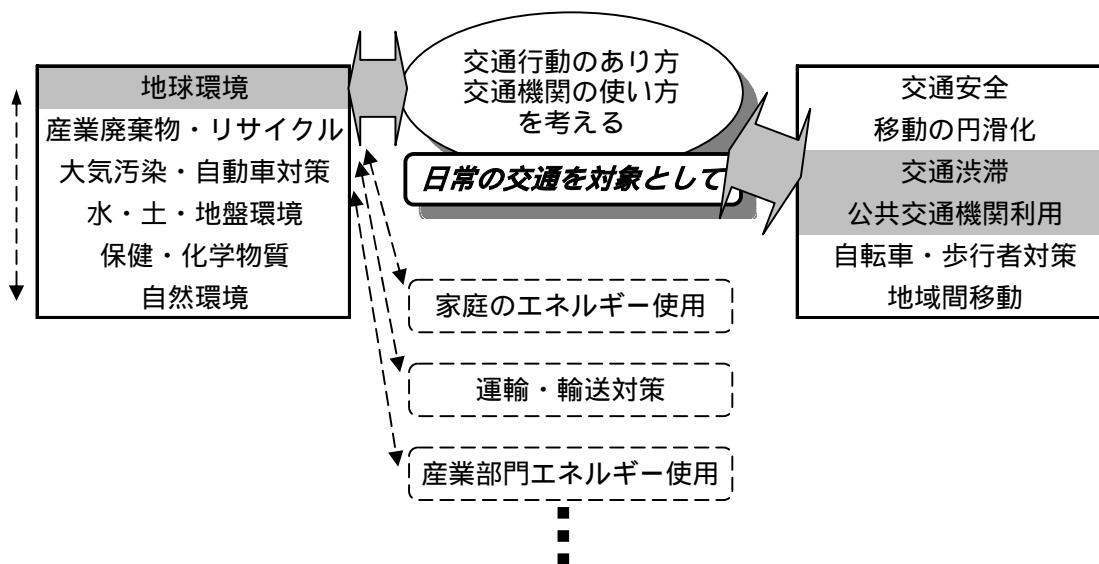 地球環境
産業廃棄物・リサイクル
大気汚染・自動車対策
水・土・地盤環境
保健・化学物質
自然環境
交通行動のあり方
交通機関の使い方
を考える
日常の交通を対象として
家庭のエネルギー使用
運輸・輸送対策
産業部門エネルギー使用
交通安全
移動の円滑化
交通渋滞
公共交通機関利用
自転車・歩行者対策
地域間移動